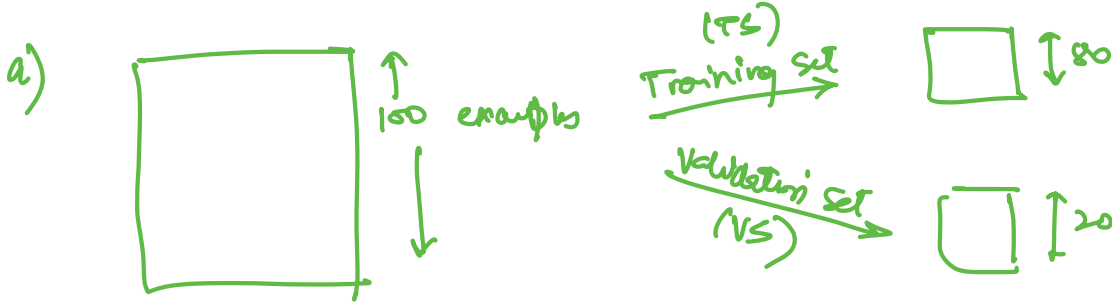 a)
100 examples
(TS)
Training set
80
Validation set
(VS)
20